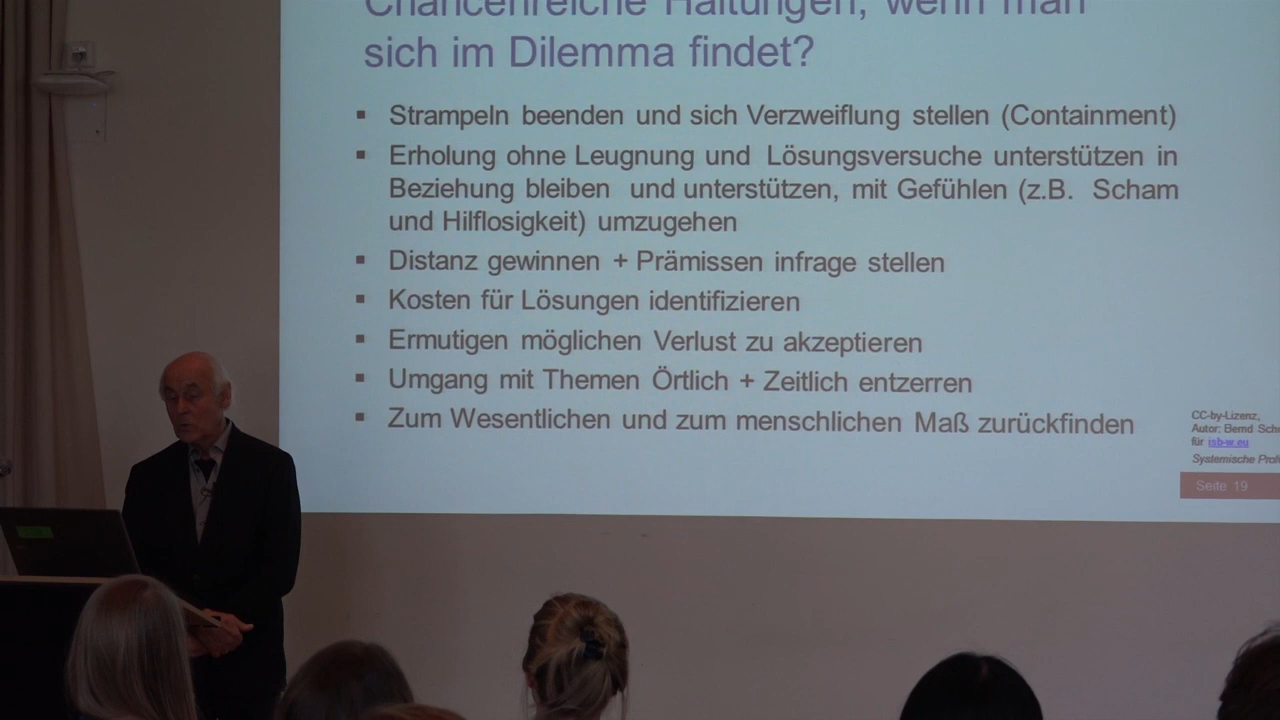 Chancenreiche Haltungen, wenn man
sich im Dilemma findet?
▪ Strampeln beenden und sich Verzweiflung stellen (Containment)
▪ Erholung ohne Leugnung und Lösungsversuche unterstützen in
Beziehung bleiben und unterstützen, mit Gefühlen (z.B. Scham
und Hilflosigkeit) umzugehen
▪ Distanz gewinnen + Prämissen infrage stellen
▪ Kosten für Lösungen identifizieren
▪ Ermutigen möglichen Verlust zu akzeptieren
▪ Umgang mit Themen Örtlich + Zeitlich entzerren
▪ Zum Wesentlichen und zum menschlichen Maß zurückfinden
CC-by-Lizenz,
Autor: Bernd
für isb-w.eu
Systemische
Seite 19